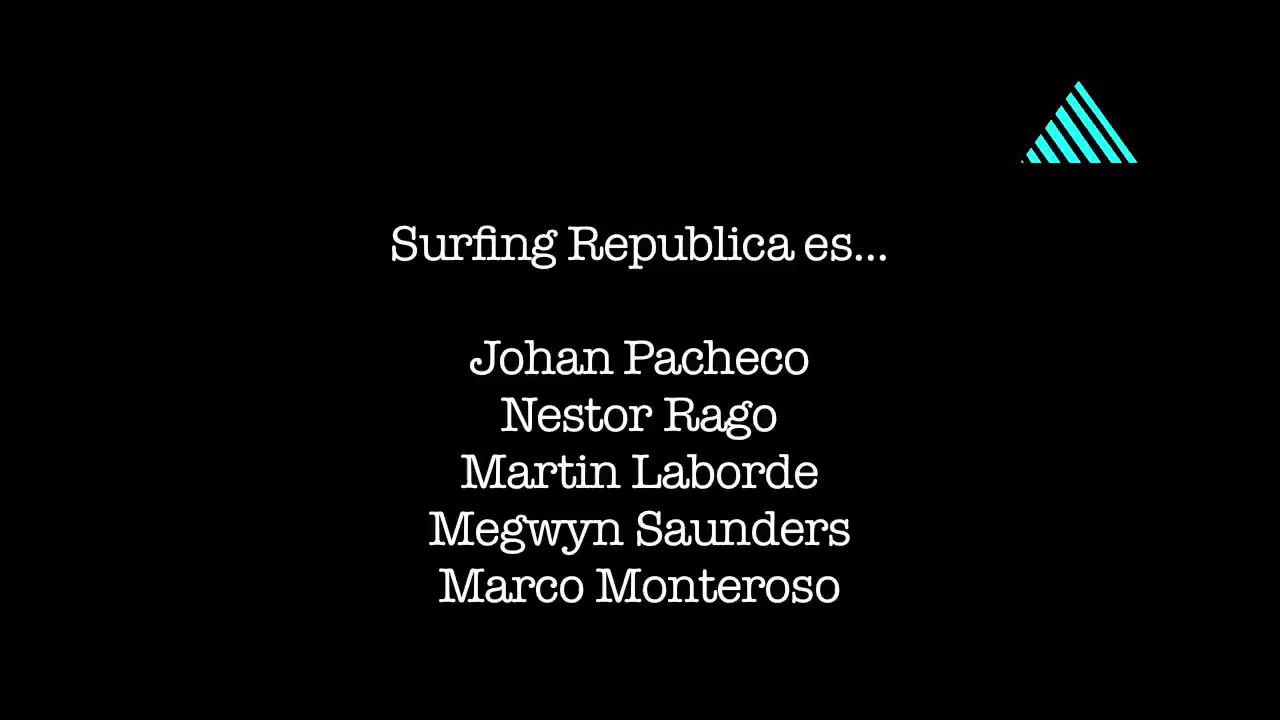 Surfing Republica es...
Johan Pacheco
Nestor Rago
Martin Laborde
Megwyn Saunders
Marco Monteroso